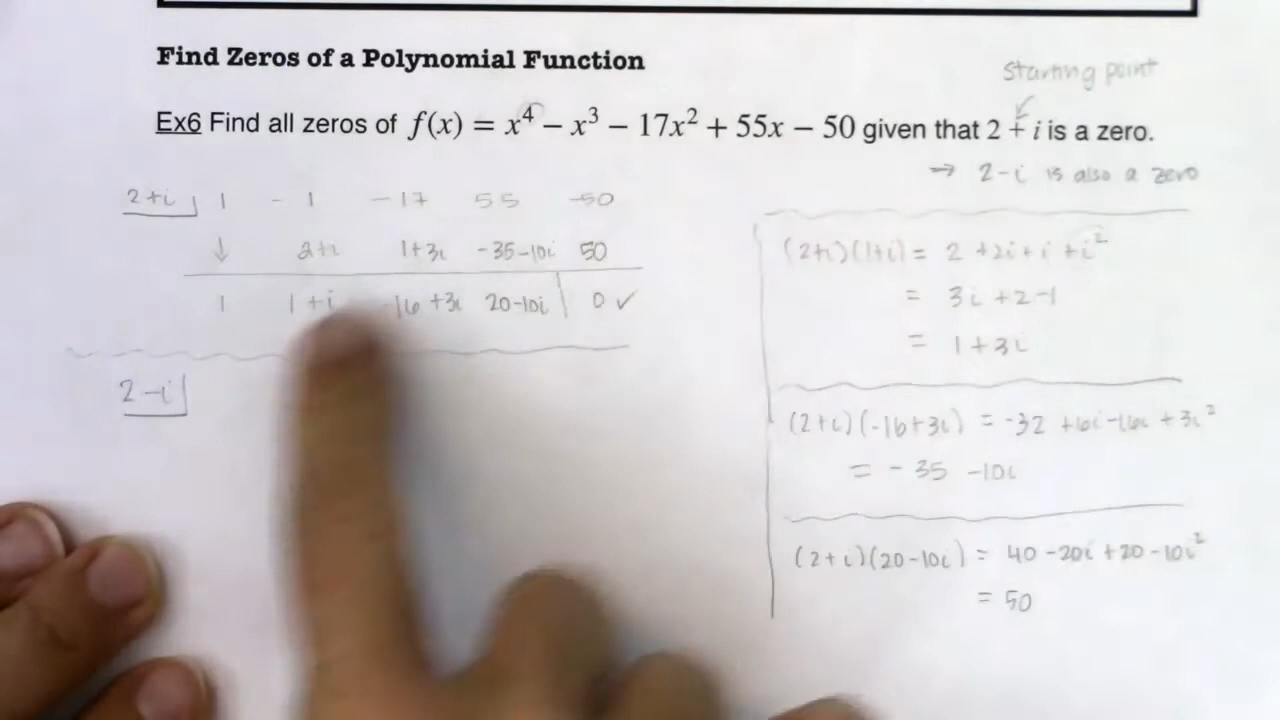 Find Zeros of a Polynomial Function
starting point
Ex6 Find all zeros of f(x) = x⁴ − x³ − 17x² + 55x − 50 given that 2 + i is a zero.
→ 2-i is also a zero
2+i 1 -1 -17 55 -50
↓ 2+i 1+3i -35-10i 50
1 1+i -16+3i 20-10i 0 ✓
2-i
(2+i)(1+i) = 2 +2i+i+i²
= 3i+2-1
= 1+3i
(2+i)(-16+3i) = -32 +6i-16i+3i²
= -35 -10i
(2+i)(20-10i) = 40-20i+20-10i²
= 50